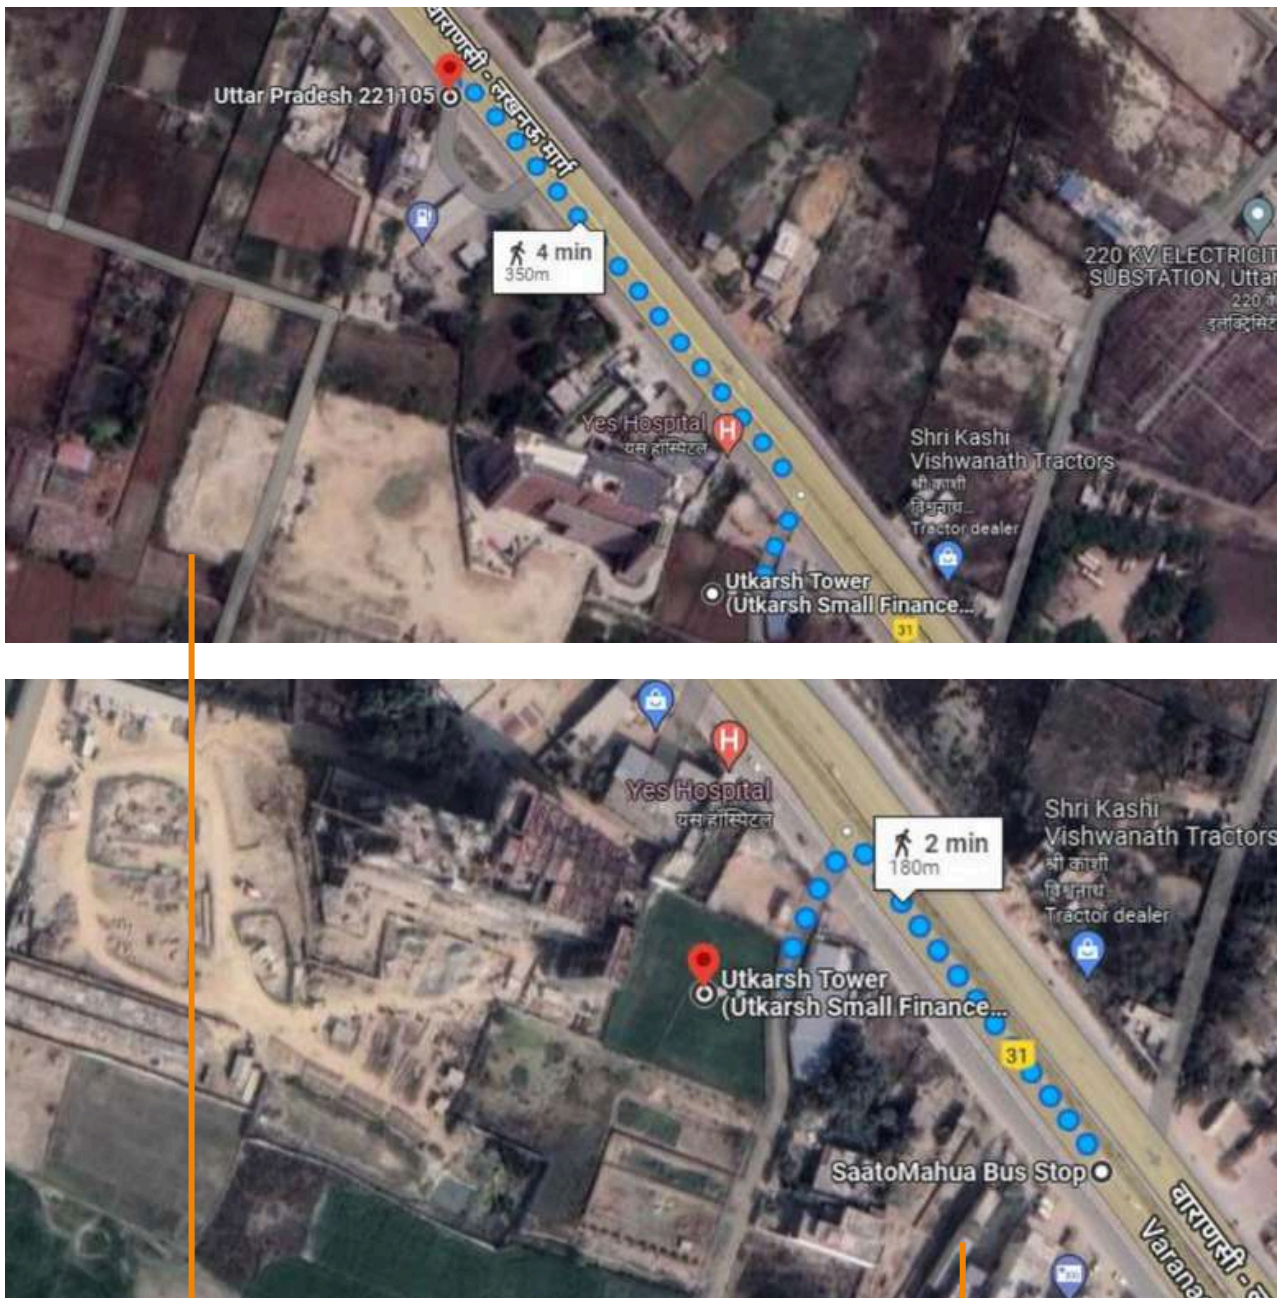 वाराणसी - लखनऊ मार्ग
Uttar Pradesh 221105
4 min
350m
220 KV ELECTRICIT
SUBSTATION, Uttar
220 के
इलेक्ट्रिसिट
Yes Hospital
यस हॉस्पिटल
Shri Kashi
Vishwanath Tractors
श्री काशी
विश्वनाथ...
Tractor dealer
Utkarsh Tower
(Utkarsh Small Finance...
31
H
Yes Hospital
यस हॉस्पिटल
2 min
180m
Shri Kashi
Vishwanath Tractors
श्री काशी
विश्वनाथ...
Tractor dealer
Utkarsh Tower
(Utkarsh Small Finance...
31
SaatoMahua Bus Stop
वाराणसी - ल
Varana